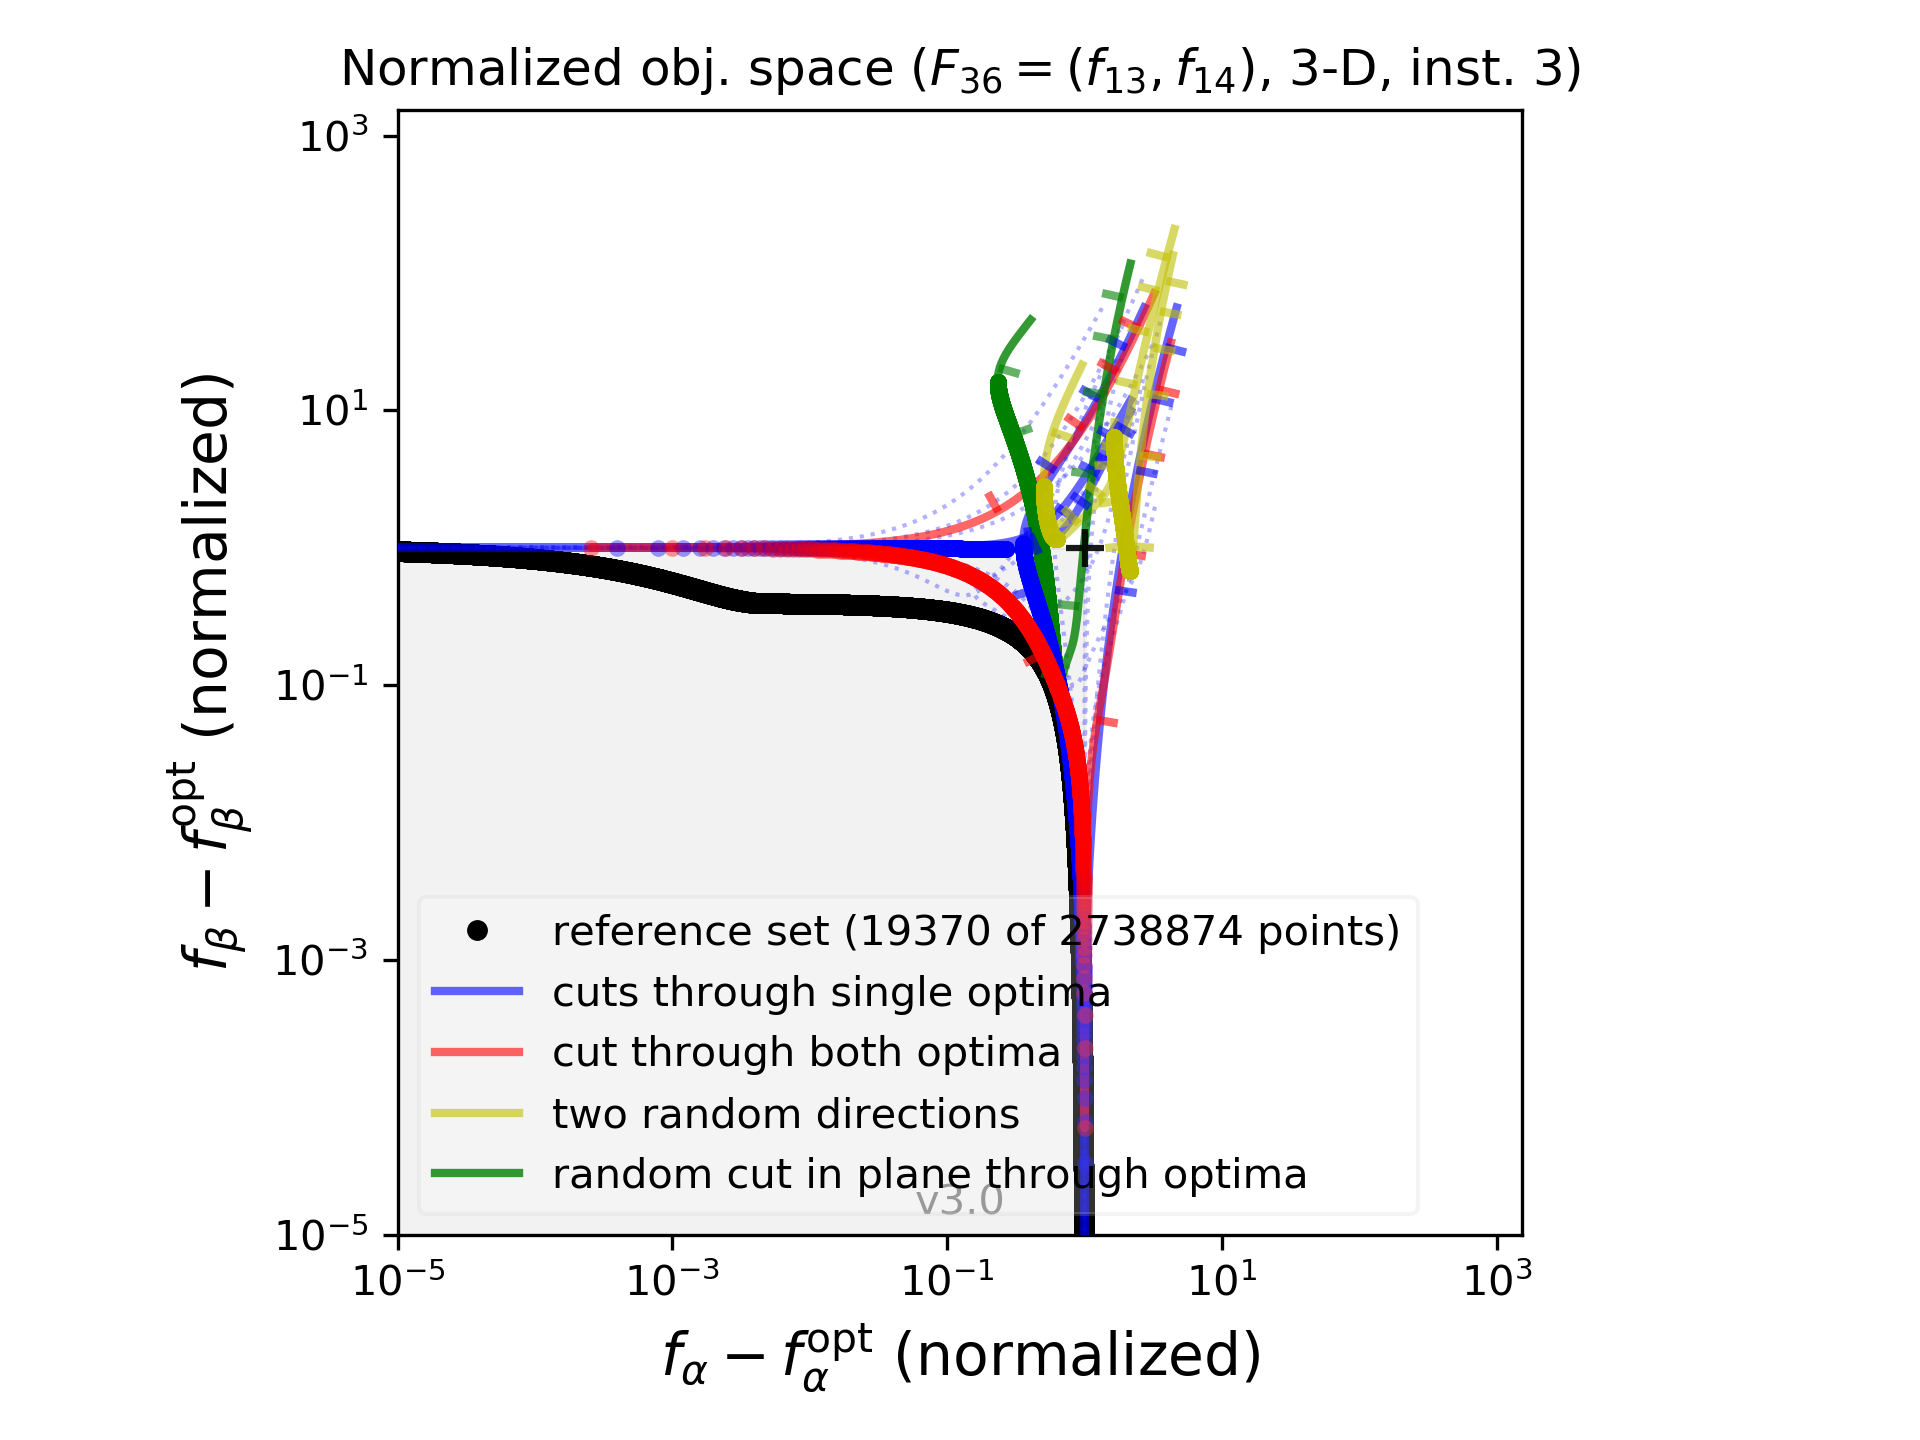 Normalized obj. space (F₃₆ = (f₁₃, f₁₄), 3-D, inst. 3)
10³
10¹
10⁻¹
10⁻³
10⁻⁵
f_β − f_β^opt (normalized)
reference set (19370 of 2738874 points)
cuts through single optima
cut through both optima
two random directions
random cut in plane through optima
v3.0
10⁻⁵ 10⁻³ 10⁻¹ 10¹ 10³
f_α − f_α^opt (normalized)